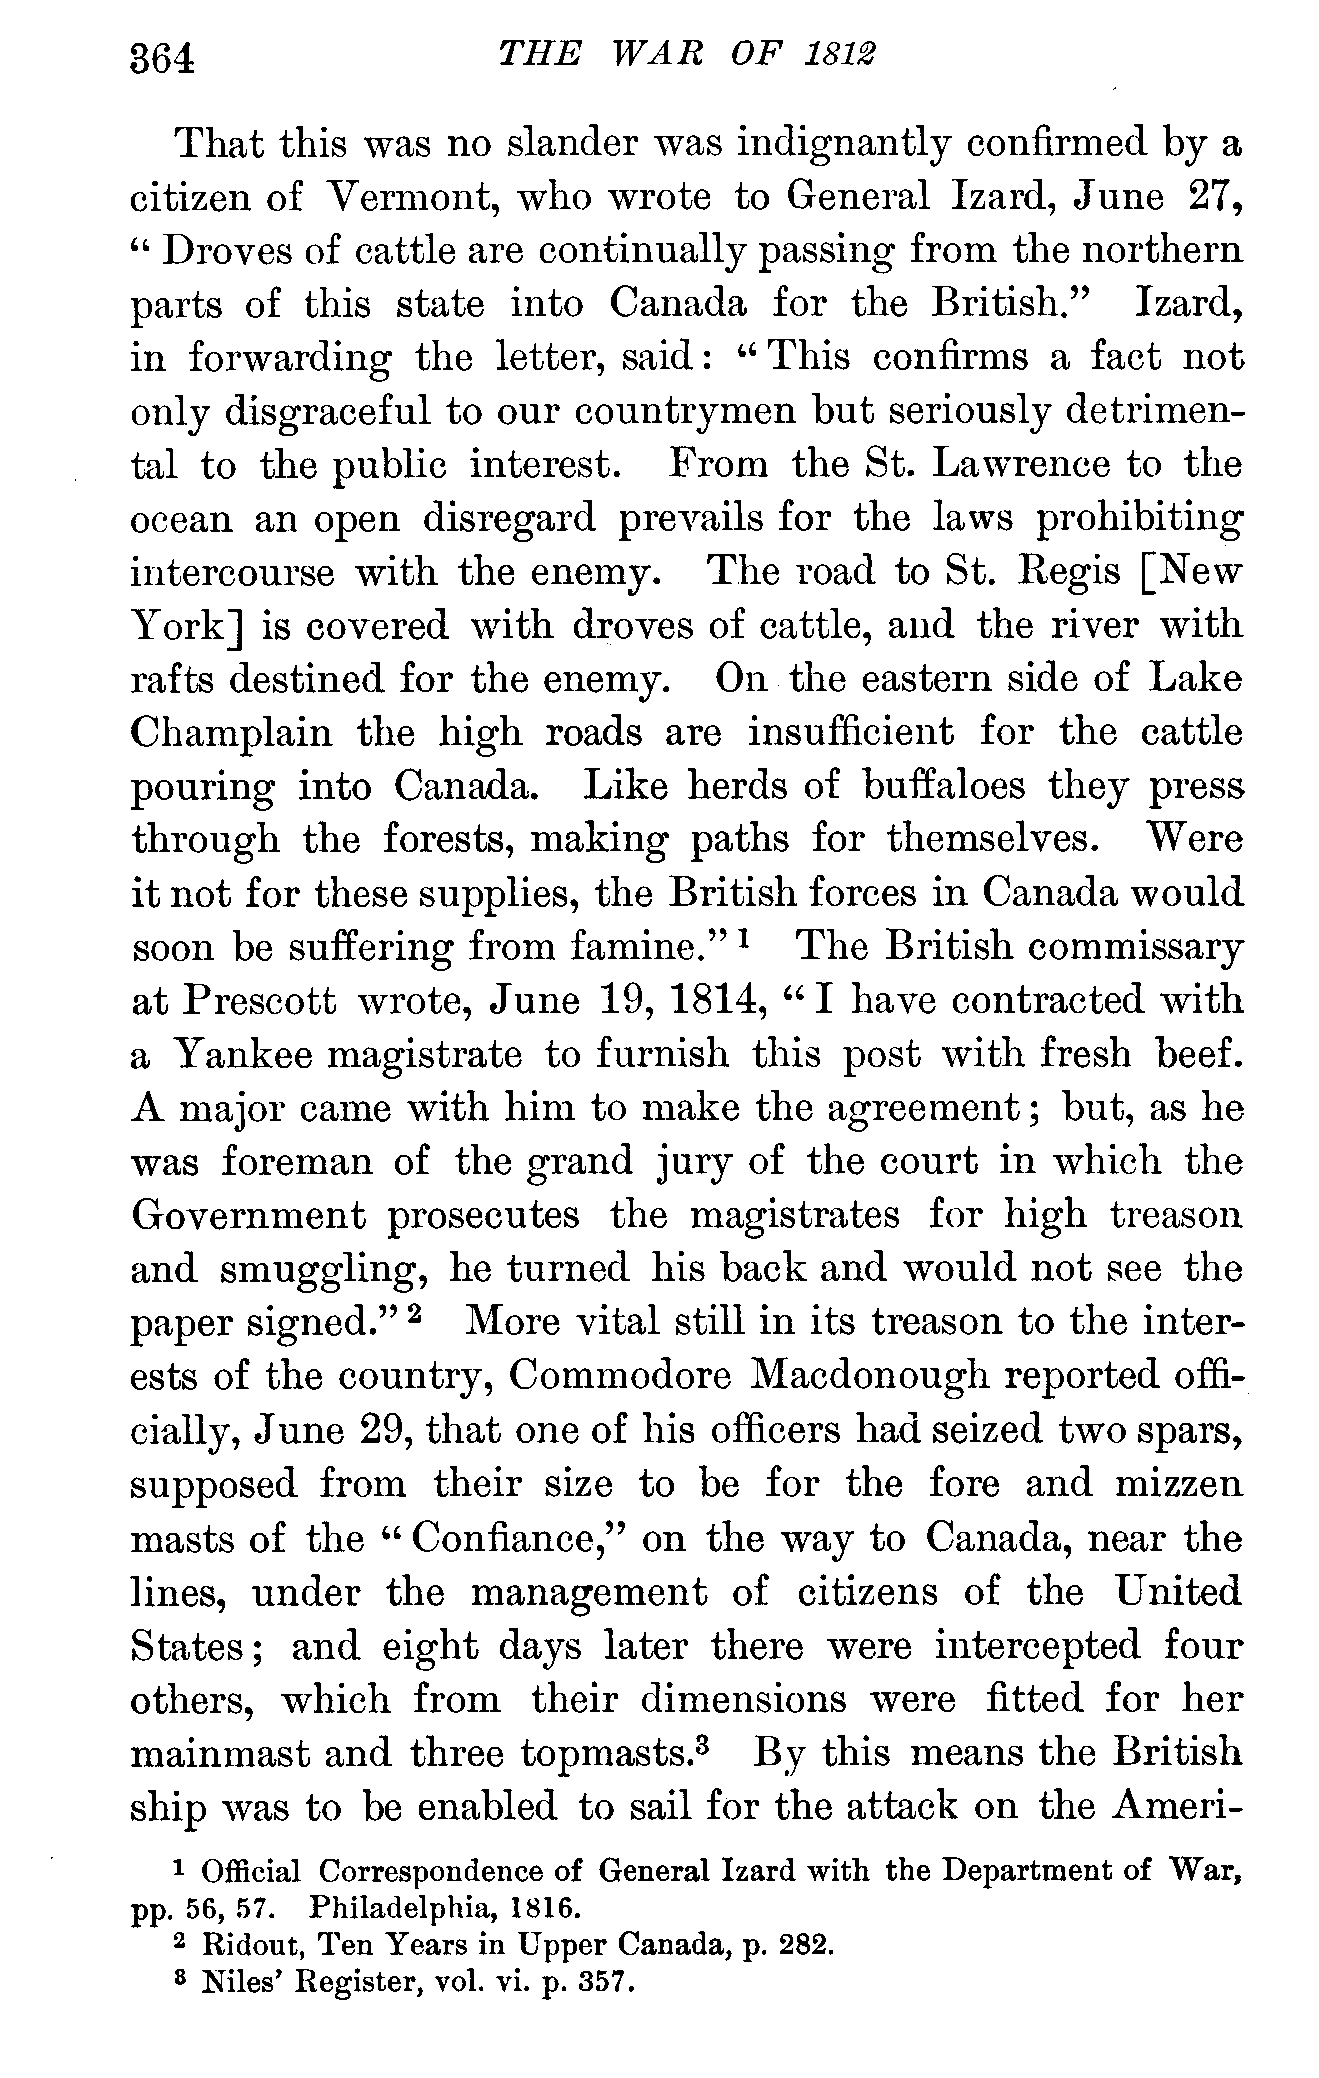 364 THE WAR OF 1812
That this was no slander was indignantly confirmed by a
citizen of Vermont, who wrote to General Izard, June 27,
“ Droves of cattle are continually passing from the northern
parts of this state into Canada for the British.” Izard,
in forwarding the letter, said: “ This confirms a fact not
only disgraceful to our countrymen but seriously detrimen-
tal to the public interest. From the St. Lawrence to the
ocean an open disregard prevails for the laws prohibiting
intercourse with the enemy. The road to St. Regis [New
York] is covered with droves of cattle, and the river with
rafts destined for the enemy. On the eastern side of Lake
Champlain the high roads are insufficient for the cattle
pouring into Canada. Like herds of buffaloes they press
through the forests, making paths for themselves. Were
it not for these supplies, the British forces in Canada would
soon be suffering from famine.” ¹ The British commissary
at Prescott wrote, June 19, 1814, “ I have contracted with
a Yankee magistrate to furnish this post with fresh beef.
A major came with him to make the agreement; but, as he
was foreman of the grand jury of the court in which the
Government prosecutes the magistrates for high treason
and smuggling, he turned his back and would not see the
paper signed.” ² More vital still in its treason to the inter-
ests of the country, Commodore Macdonough reported offi-
cially, June 29, that one of his officers had seized two spars,
supposed from their size to be for the fore and mizzen
masts of the “ Confiance,” on the way to Canada, near the
lines, under the management of citizens of the United
States; and eight days later there were intercepted four
others, which from their dimensions were fitted for her
mainmast and three topmasts.³ By this means the British
ship was to be enabled to sail for the attack on the Ameri-
¹ Official Correspondence of General Izard with the Department of War,
pp. 56, 57. Philadelphia, 1816.
² Ridout, Ten Years in Upper Canada, p. 282.
³ Niles’ Register, vol. vi. p. 357.